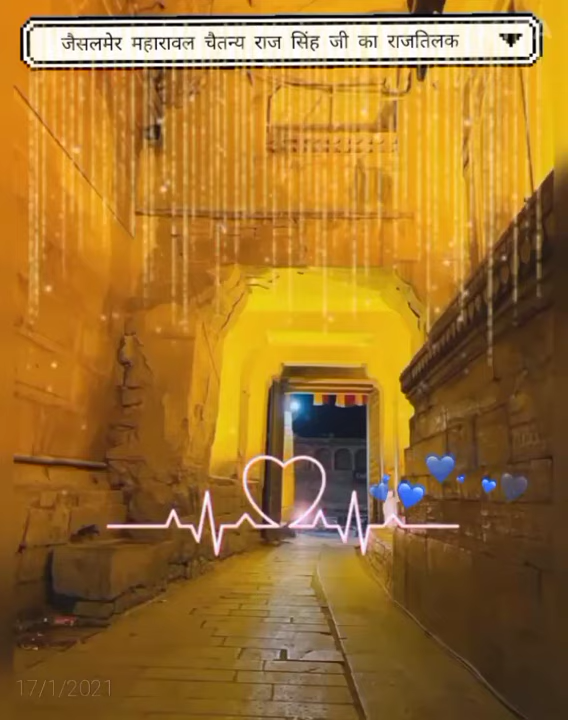 जैसलमेर महारावल चैतन्य राज सिंह जी का राजतिलक
17/1/2021